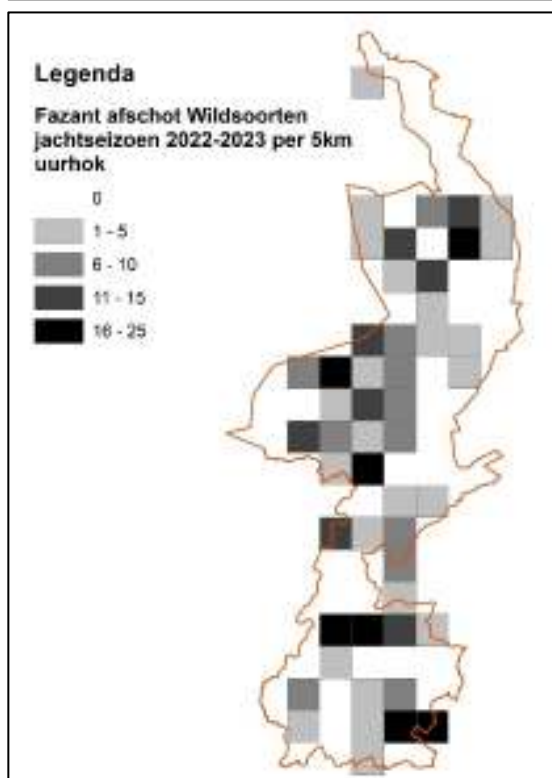 Legenda
Fazant afschot Wildsoorten
jachtseizoen 2022-2023 per 5km
uurhok
0
1 - 5
6 - 10
11 - 15
16 - 25